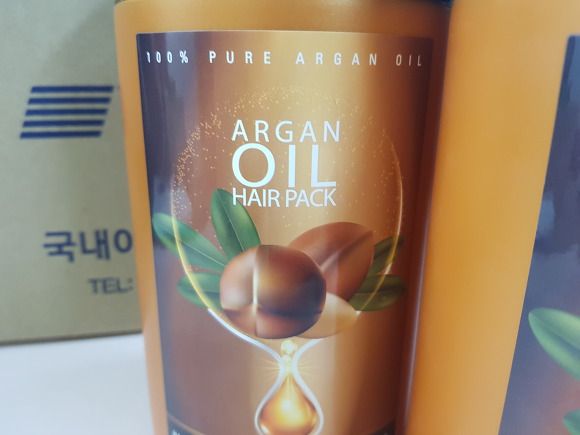 100% PURE ARGAN OIL
ARGAN
OIL
HAIR PACK
국내이
TEL: